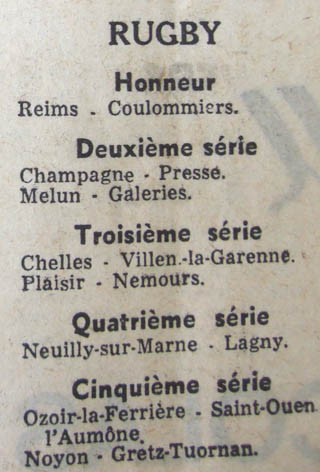 RUGBY
Honneur
Reims - Coulommiers.
Deuxième série
Champagne - Presse.
Melun - Galeries.
Troisième série
Chelles - Villen.-la-Garenne.
Plaisir - Nemours.
Quatrième série
Neuilly-sur-Marne - Lagny.
Cinquième série
Ozoir-la-Ferrière - Saint-Ouen
l'Aumône.
Noyon - Gretz-Tuornan.